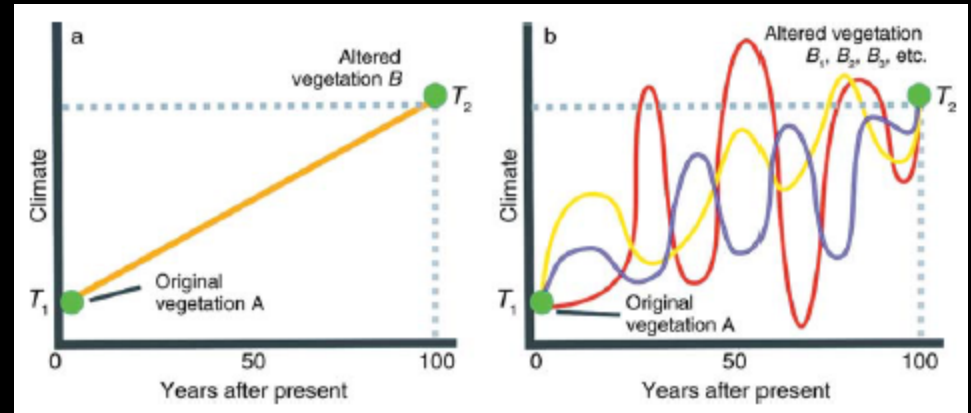 a
Altered
vegetation B
T2
Climate
T1
Original
vegetation A
0 50 100
Years after present
b
Altered vegetation
B1, B2, B3, etc.
T2
Climate
T1
Original
vegetation A
0 50 100
Years after present